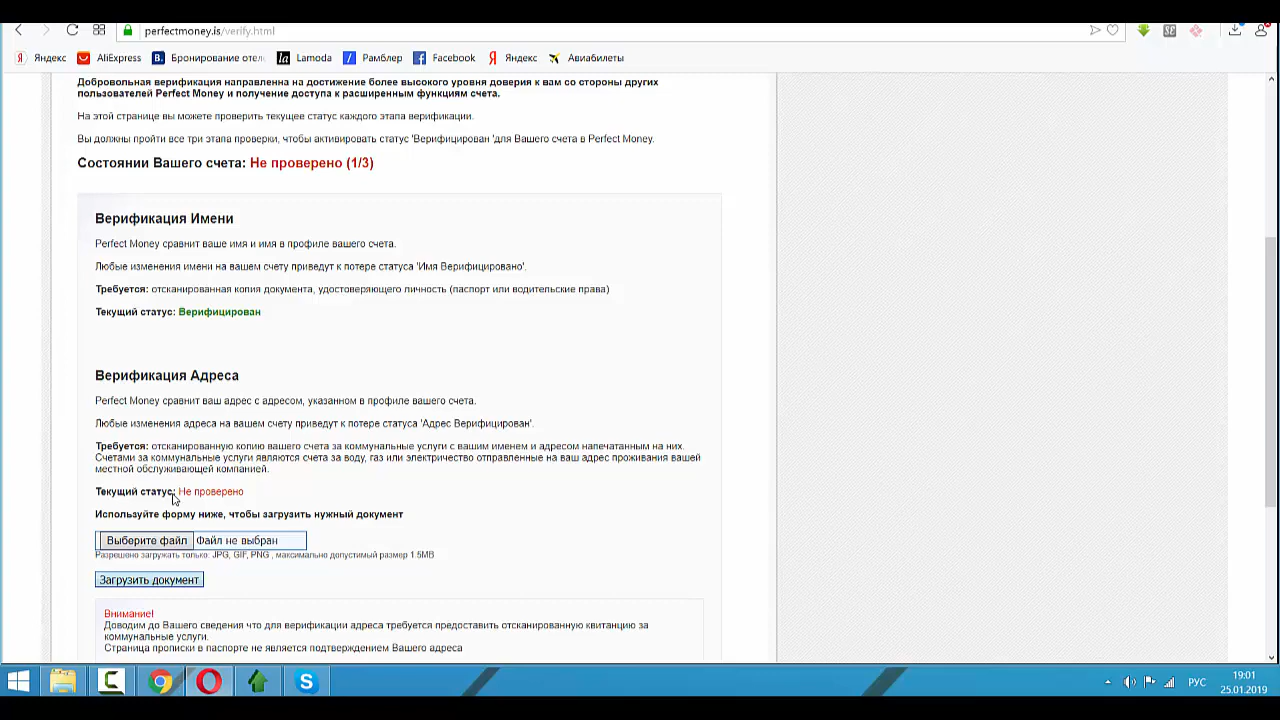 perfectmoney.is/verify.html
Яндекс AliExpress Бронирование отел Lamoda Рамблер Facebook Яндекс Авиабилеты
Добровольная верификация направлена на достижение более высокого уровня доверия к вам со стороны других
пользователей Perfect Money и получение доступа к расширенным функциям счета.
На этой странице вы можете проверить текущее статус каждого этапа верификации.
Вы должны пройти все три этапа проверки, чтобы активировать статус 'Верифицирован 'для Вашего счета в Perfect Money.
Состоянии Вашего счета: Не проверено (1/3)
Верификация Имени
Perfect Money сравнит ваше имя и имя в профиле вашего счета.
Любые изменения имени на вашем счету приведут к потере статуса 'Имя Верифицировано'.
Требуется: отсканированная копия документа, удостоверяющего личность (паспорт или водительские права)
Текущий статус: Верифицирован
Верификация Адреса
Perfect Money сравнит ваш адрес с адресом, указанном в профиле вашего счета.
Любые изменения адреса на вашем счету приведут к потере статуса 'Адрес Верифицирован'.
Требуется: отсканированную копию вашего счета за коммунальные услуги с вашим именем и адресом напечатанным на них.
Счетами за коммунальные услуги являются счета за воду, газ или электричество отправленные на ваш адрес проживания вашей
местной обслуживающей компанией.
Текущий статус: Не проверено
Используйте форму ниже, чтобы загрузить нужный документ
Выберите файл Файл не выбран
Разрешено загружать только: JPG, GIF, PNG , максимально допустимый размер 1.5MB
Загрузить документ
Внимание!
Доводим до Вашего сведения что для верификации адреса требуется предоставить отсканированную квитанцию за
коммунальные услуги.
Страница прописки в паспорте не является подтверждением Вашего адреса
РУС
19:01
25.01.2019